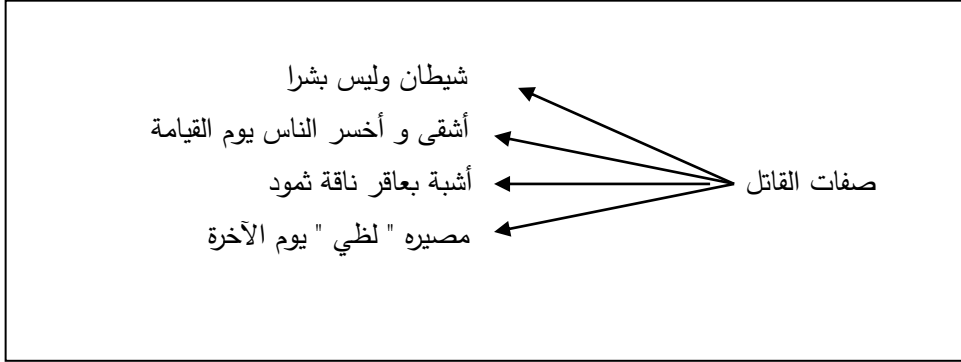 شيطان وليس بشرا
أشقى و أخسر الناس يوم القيامة
صفات القاتل
أشبة بعاقر ناقة ثمود
مصيره " لظي " يوم الآخرة